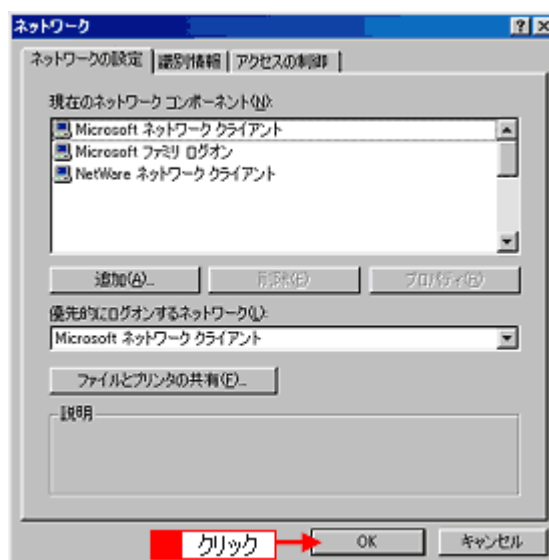 ネットワーク
ネットワークの設定 識別情報 アクセスの制御
現在のネットワーク コンポーネント(N):
Microsoft ネットワーク クライアント
Microsoft ファミリ ログオン
NetWare ネットワーク クライアント
追加(A)... 削除(E) プロパティ(R)
優先的にログオンするネットワーク(L):
Microsoft ネットワーク クライアント
ファイルとプリンタの共有(F)...
説明
クリック OK キャンセル